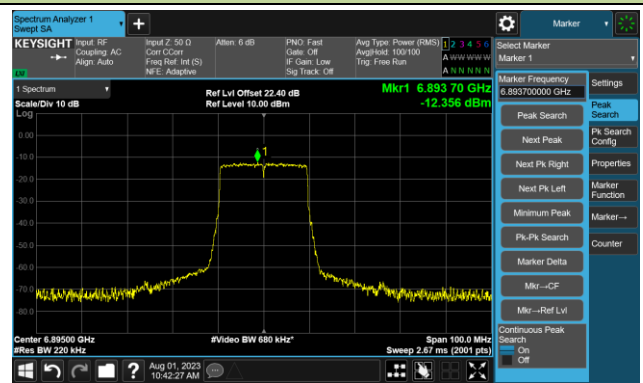 Spectrum Analyzer 1
Swept SA
Marker
KEYSIGHT
Input: RF
Coupling: AC
Align: Auto
Input Z: 50 Ω
Corr CCorr
Freq Ref: Int (S)
NFE: Adaptive
Atten: 6 dB
PNO: Fast
Gate: Off
IF Gain: Low
Sig Track: Off
Avg Type: Power (RMS)
Avg|Hold: 100/100
Trig: Free Run
1 2 3 4 5 6
A WW WW W
A N N N N N
LXI
Select Marker
Marker 1
1 Spectrum
Scale/Div 10 dB
Log
Ref Lvl Offset 22.40 dB
Ref Level 10.00 dBm
Mkr1 6.893 70 GHz
-12.356 dBm
Marker Frequency
6.893700000 GHz
Peak Search
Next Peak
Next Pk Right
Next Pk Left
Minimum Peak
Pk-Pk Search
Marker Delta
Mkr→CF
Mkr→Ref Lvl
Continuous Peak
Search
On
Off
Settings
Peak
Search
Pk Search
Config
Properties
Marker
Function
Marker→
Counter
0.00
-10.0
-20.0
-30.0
-40.0
-50.0
-60.0
-70.0
-80.0
1
Center 6.89500 GHz
#Res BW 220 kHz
#Video BW 680 kHz*
Span 100.0 MHz
Sweep 2.67 ms (2001 pts)
?
Aug 01, 2023
10:42:27 AM